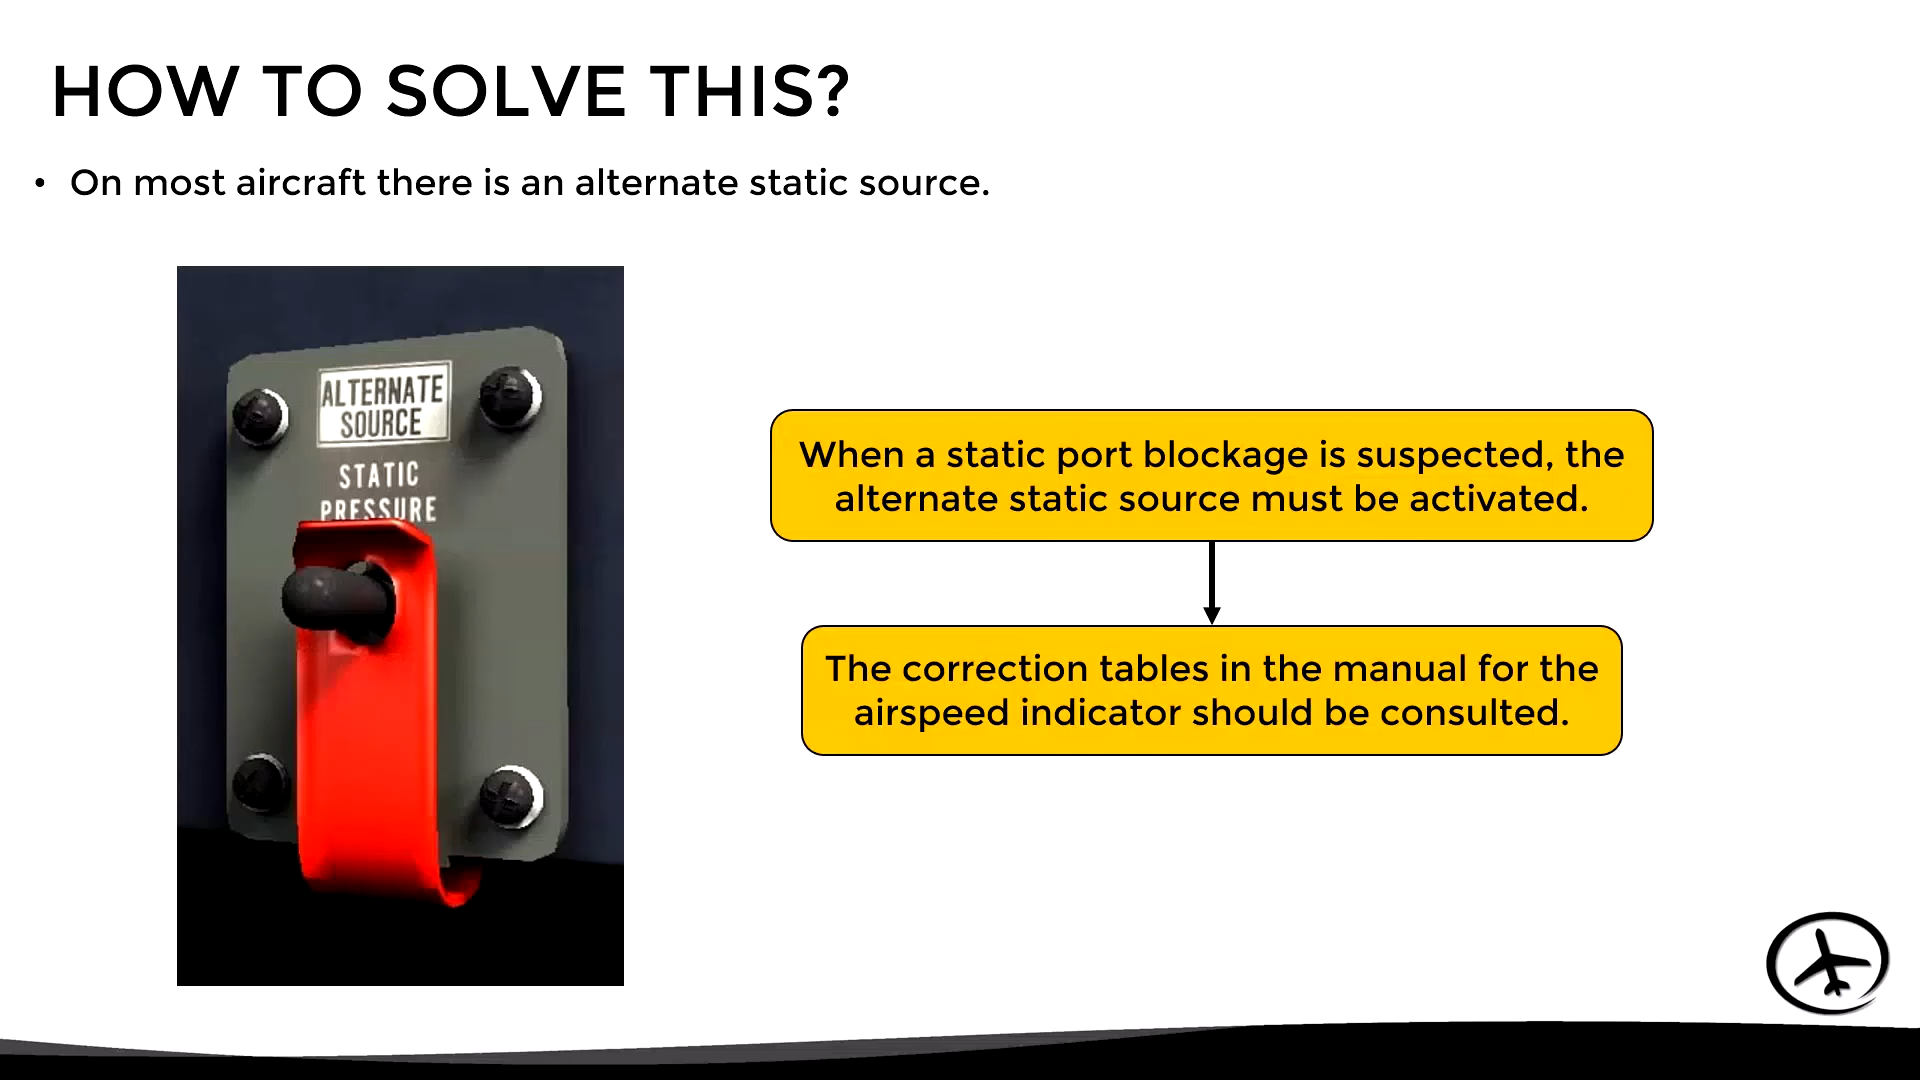 HOW TO SOLVE THIS?
• On most aircraft there is an alternate static source.
ALTERNATE
SOURCE
STATIC
PRESSURE
When a static port blockage is suspected, the
alternate static source must be activated.
The correction tables in the manual for the
airspeed indicator should be consulted.